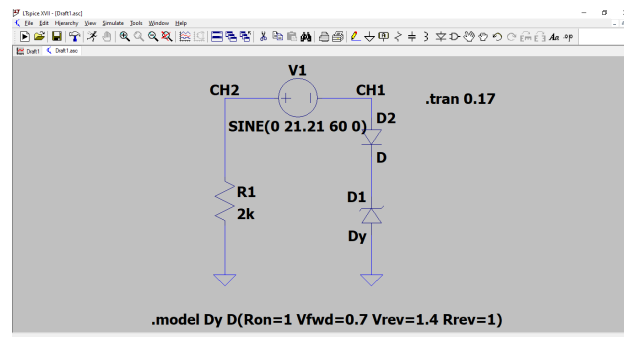 LTspice XVII - [Draft1.asc]
File Edit Hierarchy View Simulate Tools Window Help
Draft1 Draft1.asc
V1
CH2 CH1
.tran 0.17
SINE(0 21.21 60 0)
D2
D
R1
2k
D1
Dy
.model Dy D(Ron=1 Vfwd=0.7 Vrev=1.4 Rrev=1)